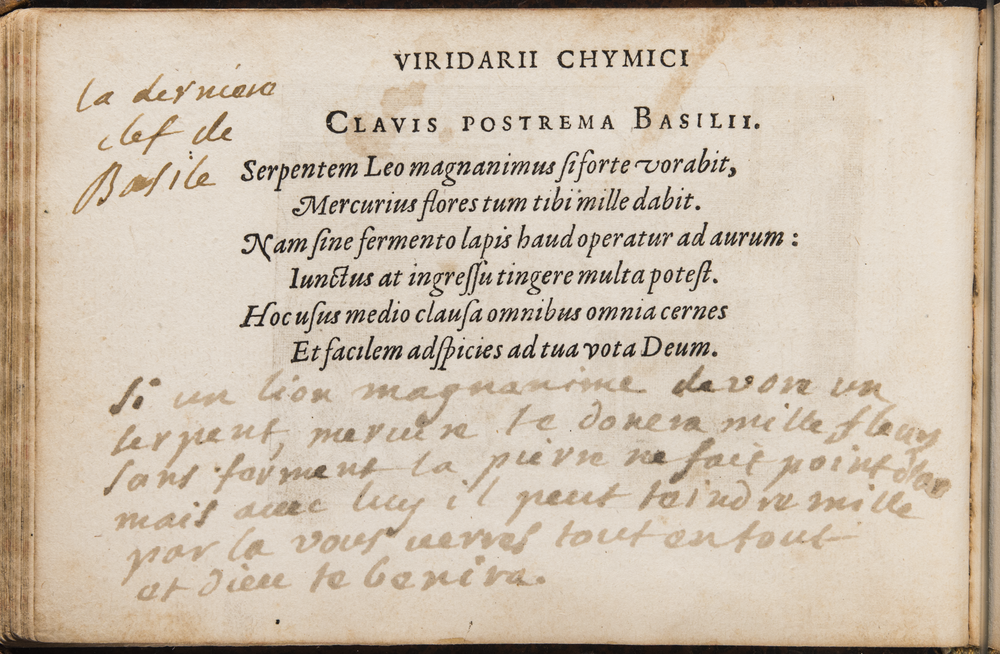 VIRIDARII CHYMICI
la derniere
clef de
Basile
CLAVIS POSTREMA BASILII.
Serpentem Leo magnanimus ſi forte vorabit,
Mercurius flores tum tibi mille dabit.
Nam ſine fermento lapis haud operatur ad aurum :
Iunctus at ingreſſu tingere multa poteſt.
Hoc uſus medio clauſa omnibus omnia cernes
Et facilem adſpicies ad tua vota Deum.
Si un lion magnanime devore un
serpent, mercure te donera mille fleurs
sans ferment la pierre ne fait point d'or
mais avec luy il peut teindre mille
par la vous verres tout en tout
et dieu te benira.